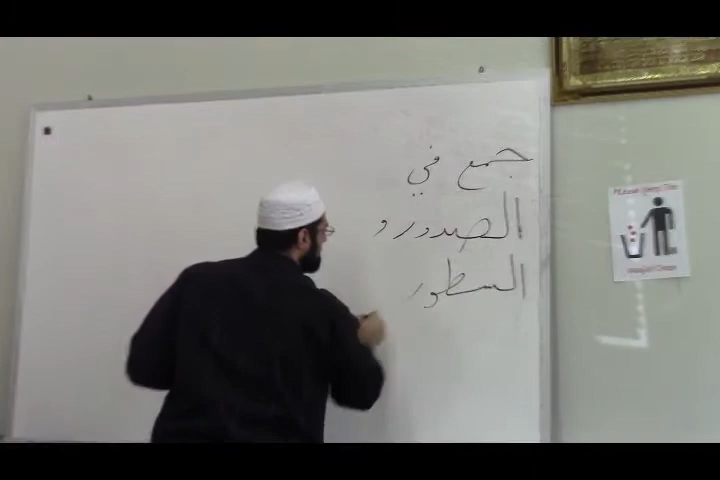 جمع في
الصدور و
السطور